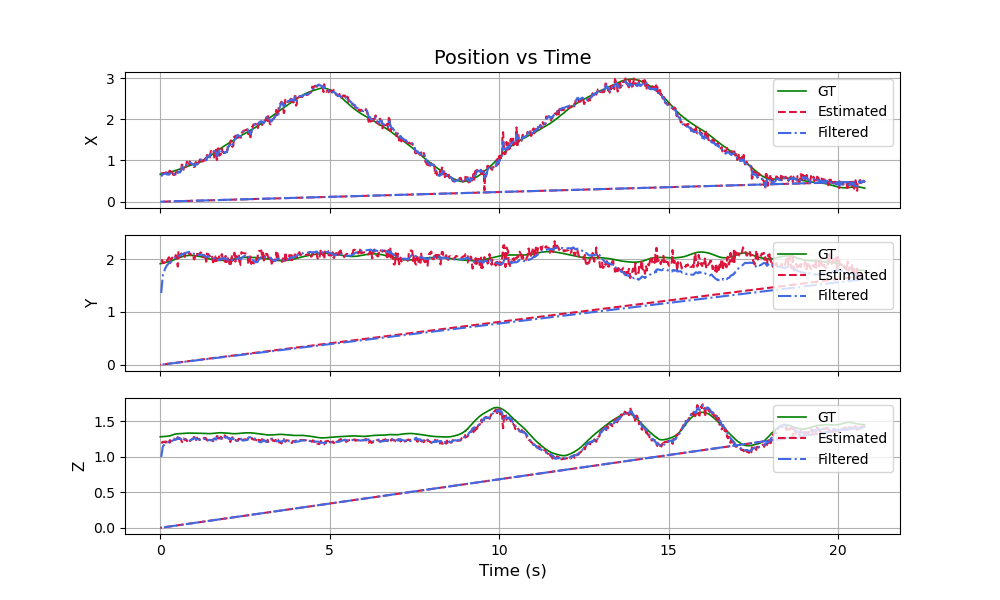 Position vs Time
3
2
1
0
X
GT
Estimated
Filtered
2
1
0
Y
GT
Estimated
Filtered
1.5
1.0
0.5
0.0
Z
GT
Estimated
Filtered
0 5 10 15 20
Time (s)